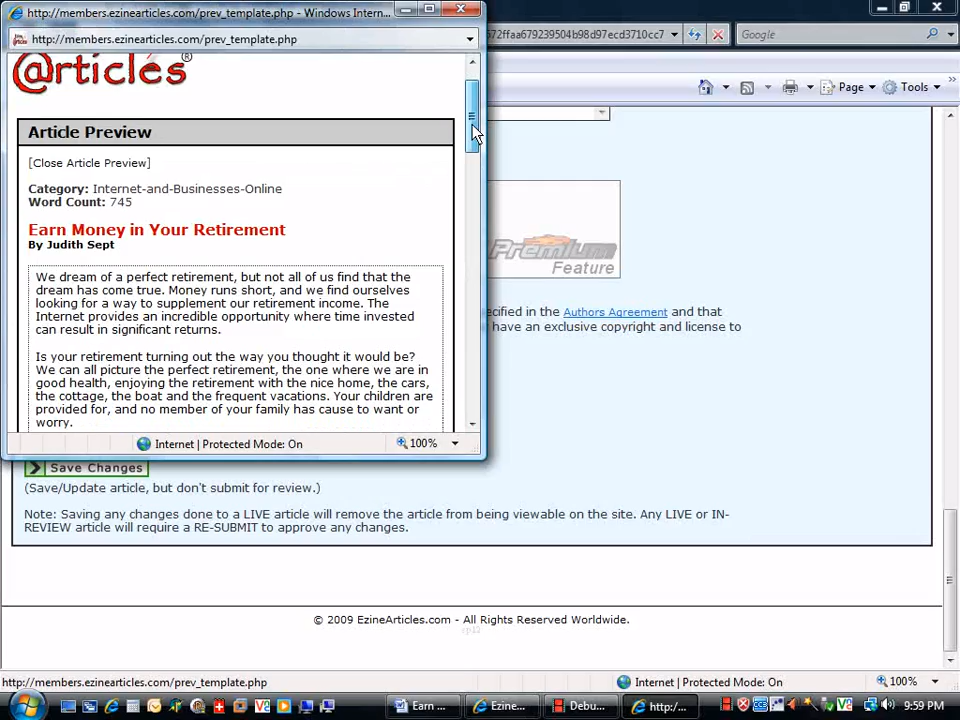 http://members.ezinearticles.com/prev_template.php - Windows Intern...
http://members.ezinearticles.com/prev_template.php
572ffaa679239504b98d97ecd3710cc7
Google
Page
Tools
@rticles®
Article Preview
[Close Article Preview]
Category: Internet-and-Businesses-Online
Word Count: 745
Earn Money in Your Retirement
By Judith Sept
We dream of a perfect retirement, but not all of us find that the
dream has come true. Money runs short, and we find ourselves
looking for a way to supplement our retirement income. The
Internet provides an incredible opportunity where time invested
can result in significant returns.
Is your retirement turning out the way you thought it would be?
We can all picture the perfect retirement, the one where we are in
good health, enjoying the retirement with the nice home, the cars,
the cottage, the boat and the frequent vacations. Your children are
provided for, and no member of your family has cause to want or
worry.
Internet | Protected Mode: On
100%
Premium
Feature
ecified in the Authors Agreement and that
have an exclusive copyright and license to
Save Changes
(Save/Update article, but don't submit for review.)
Note: Saving any changes done to a LIVE article will remove the article from being viewable on the site. Any LIVE or IN-
REVIEW article will require a RE-SUBMIT to approve any changes.
© 2009 EzineArticles.com - All Rights Reserved Worldwide.
http://members.ezinearticles.com/prev_template.php
Internet | Protected Mode: On
100%
Earn ...
Ezine...
Debu...
http:/...
9:59 PM